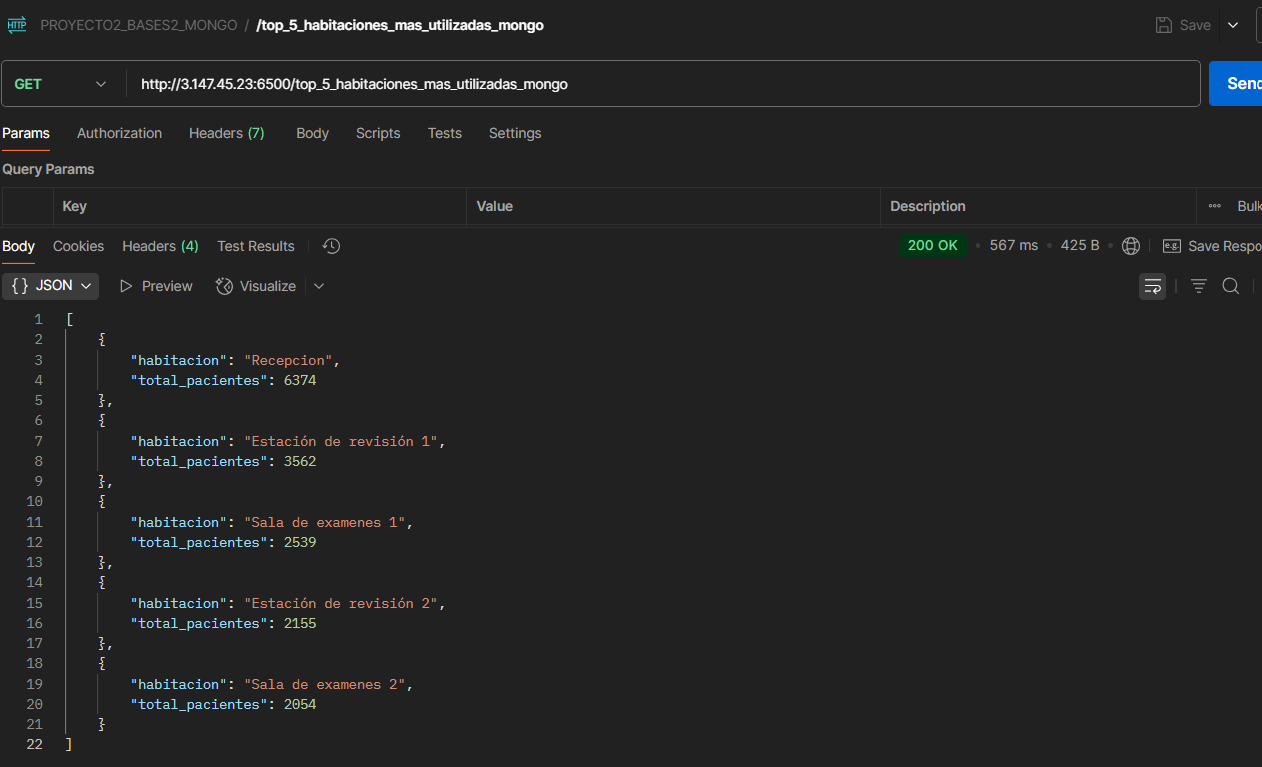 HTTP PROYECTO2_BASES2_MONGO / /top_5_habitaciones_mas_utilizadas_mongo Save
GET http://3.147.45.23:6500/top_5_habitaciones_mas_utilizadas_mongo Send
Params Authorization Headers (7) Body Scripts Tests Settings
Query Params
Key Value Description Bulk
Body Cookies Headers (4) Test Results 200 OK • 567 ms • 425 B • e.g. Save Respo
{} JSON Preview Visualize
1 [
2 {
3 "habitacion": "Recepcion",
4 "total_pacientes": 6374
5 },
6 {
7 "habitacion": "Estación de revisión 1",
8 "total_pacientes": 3562
9 },
10 {
11 "habitacion": "Sala de examenes 1",
12 "total_pacientes": 2539
13 },
14 {
15 "habitacion": "Estación de revisión 2",
16 "total_pacientes": 2155
17 },
18 {
19 "habitacion": "Sala de examenes 2",
20 "total_pacientes": 2054
21 }
22 ]